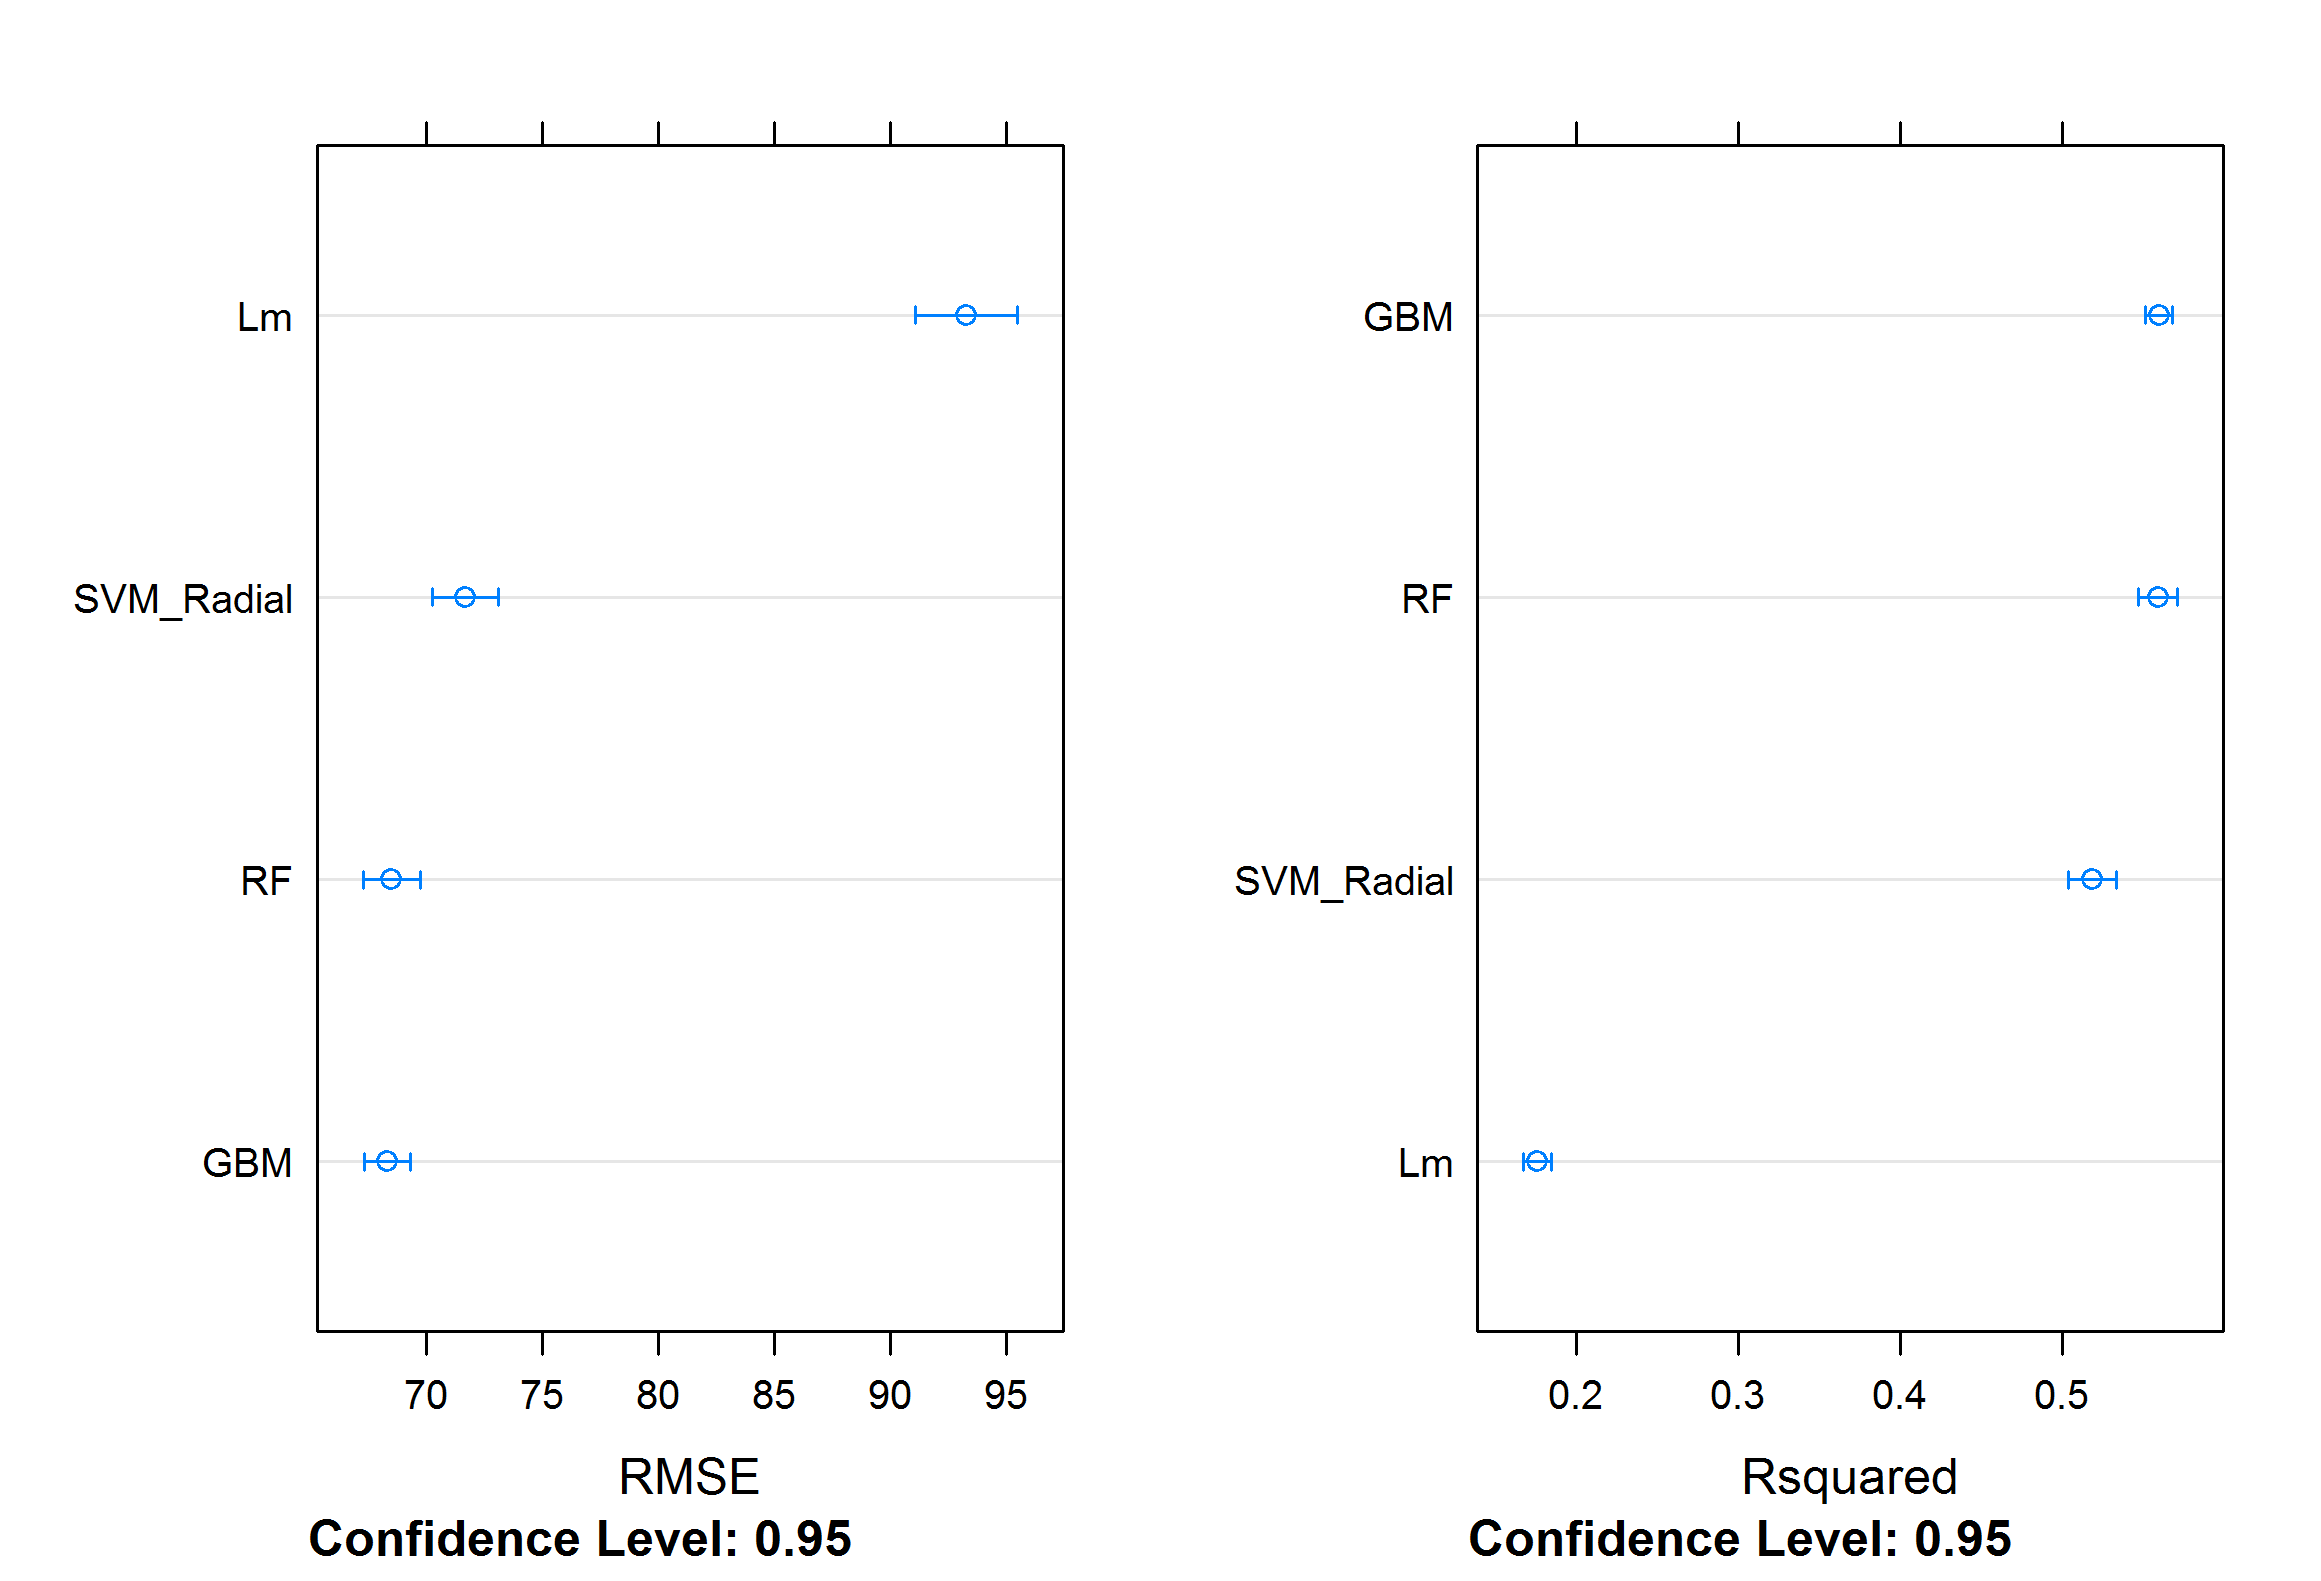 Lm
SVM_Radial
RF
GBM
70 75 80 85 90 95
RMSE
Confidence Level: 0.95
GBM
RF
SVM_Radial
Lm
0.2 0.3 0.4 0.5
Rsquared
Confidence Level: 0.95